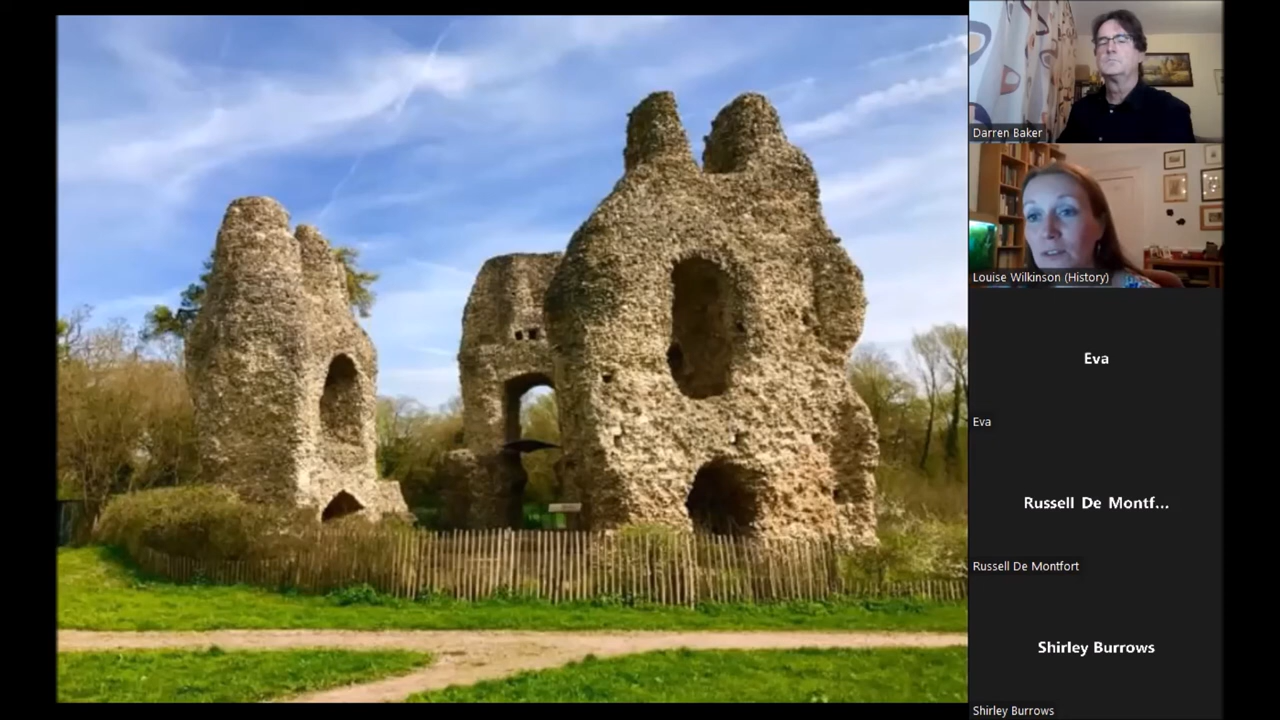 Darren Baker
Louise Wilkinson (History)
Eva
Eva
Russell De Montf...
Russell De Montfort
Shirley Burrows
Shirley Burrows